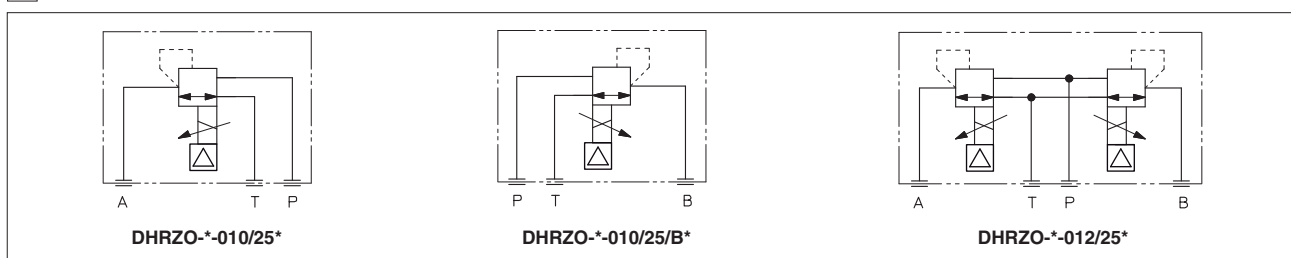 A T P
P T B
A T P B
DHRZO-*-010/25* DHRZO-*-010/25/B* DHRZO-*-012/25*